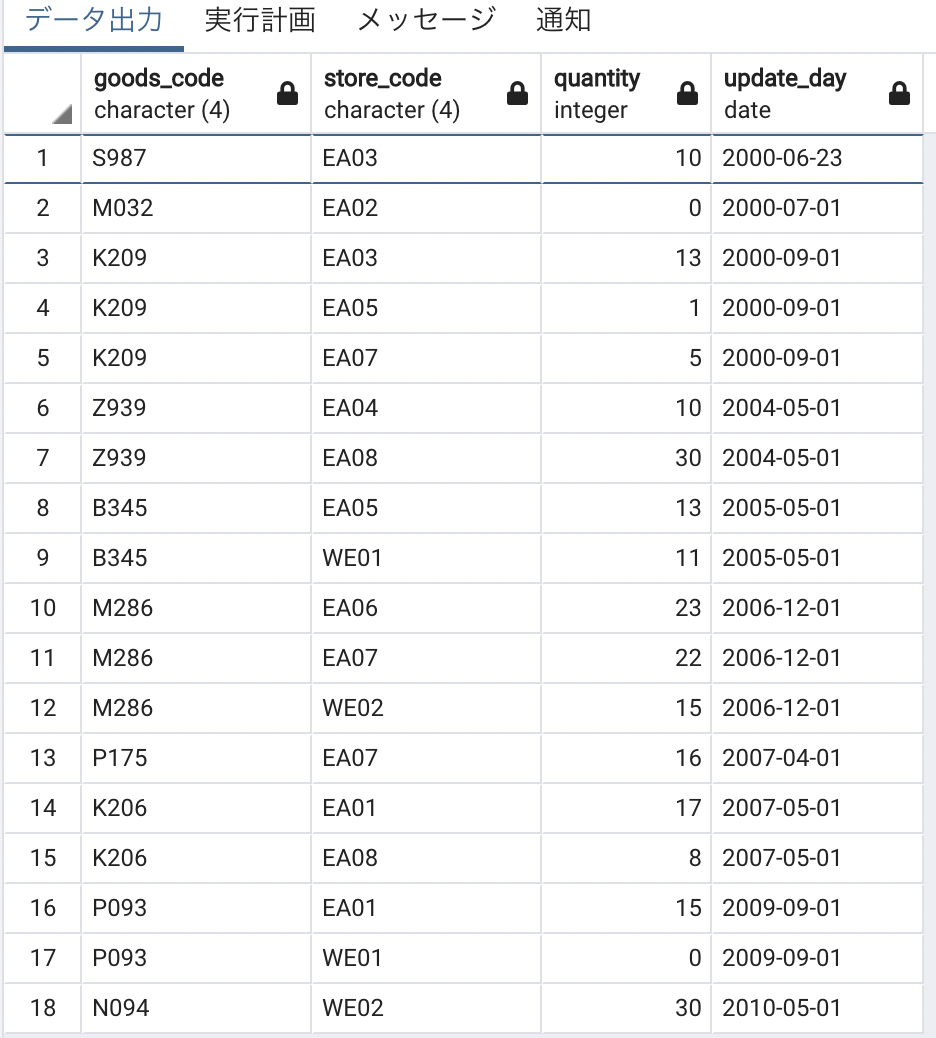 データ出力 実行計画 メッセージ 通知
goods_code store_code quantity update_day
character (4) character (4) integer date
1 S987 EA03 10 2000-06-23
2 M032 EA02 0 2000-07-01
3 K209 EA03 13 2000-09-01
4 K209 EA05 1 2000-09-01
5 K209 EA07 5 2000-09-01
6 Z939 EA04 10 2004-05-01
7 Z939 EA08 30 2004-05-01
8 B345 EA05 13 2005-05-01
9 B345 WE01 11 2005-05-01
10 M286 EA06 23 2006-12-01
11 M286 EA07 22 2006-12-01
12 M286 WE02 15 2006-12-01
13 P175 EA07 16 2007-04-01
14 K206 EA01 17 2007-05-01
15 K206 EA08 8 2007-05-01
16 P093 EA01 15 2009-09-01
17 P093 WE01 0 2009-09-01
18 N094 WE02 30 2010-05-01